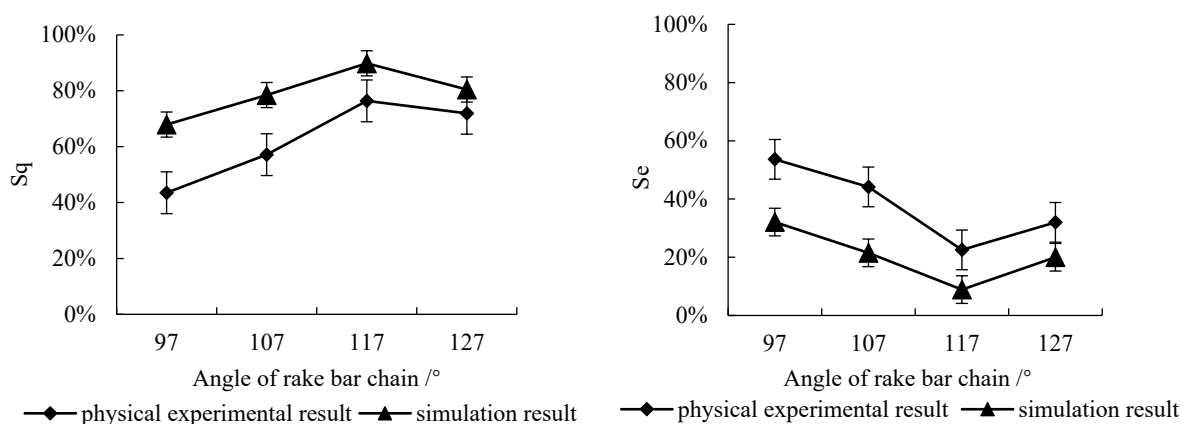 100%
80%
60%
40%
20%
0%
Sq
97 107 117 127
Angle of rake bar chain /°
physical experimental result simulation result
100%
80%
60%
40%
20%
0%
Se
97 107 117 127
Angle of rake bar chain /°
physical experimental result simulation result